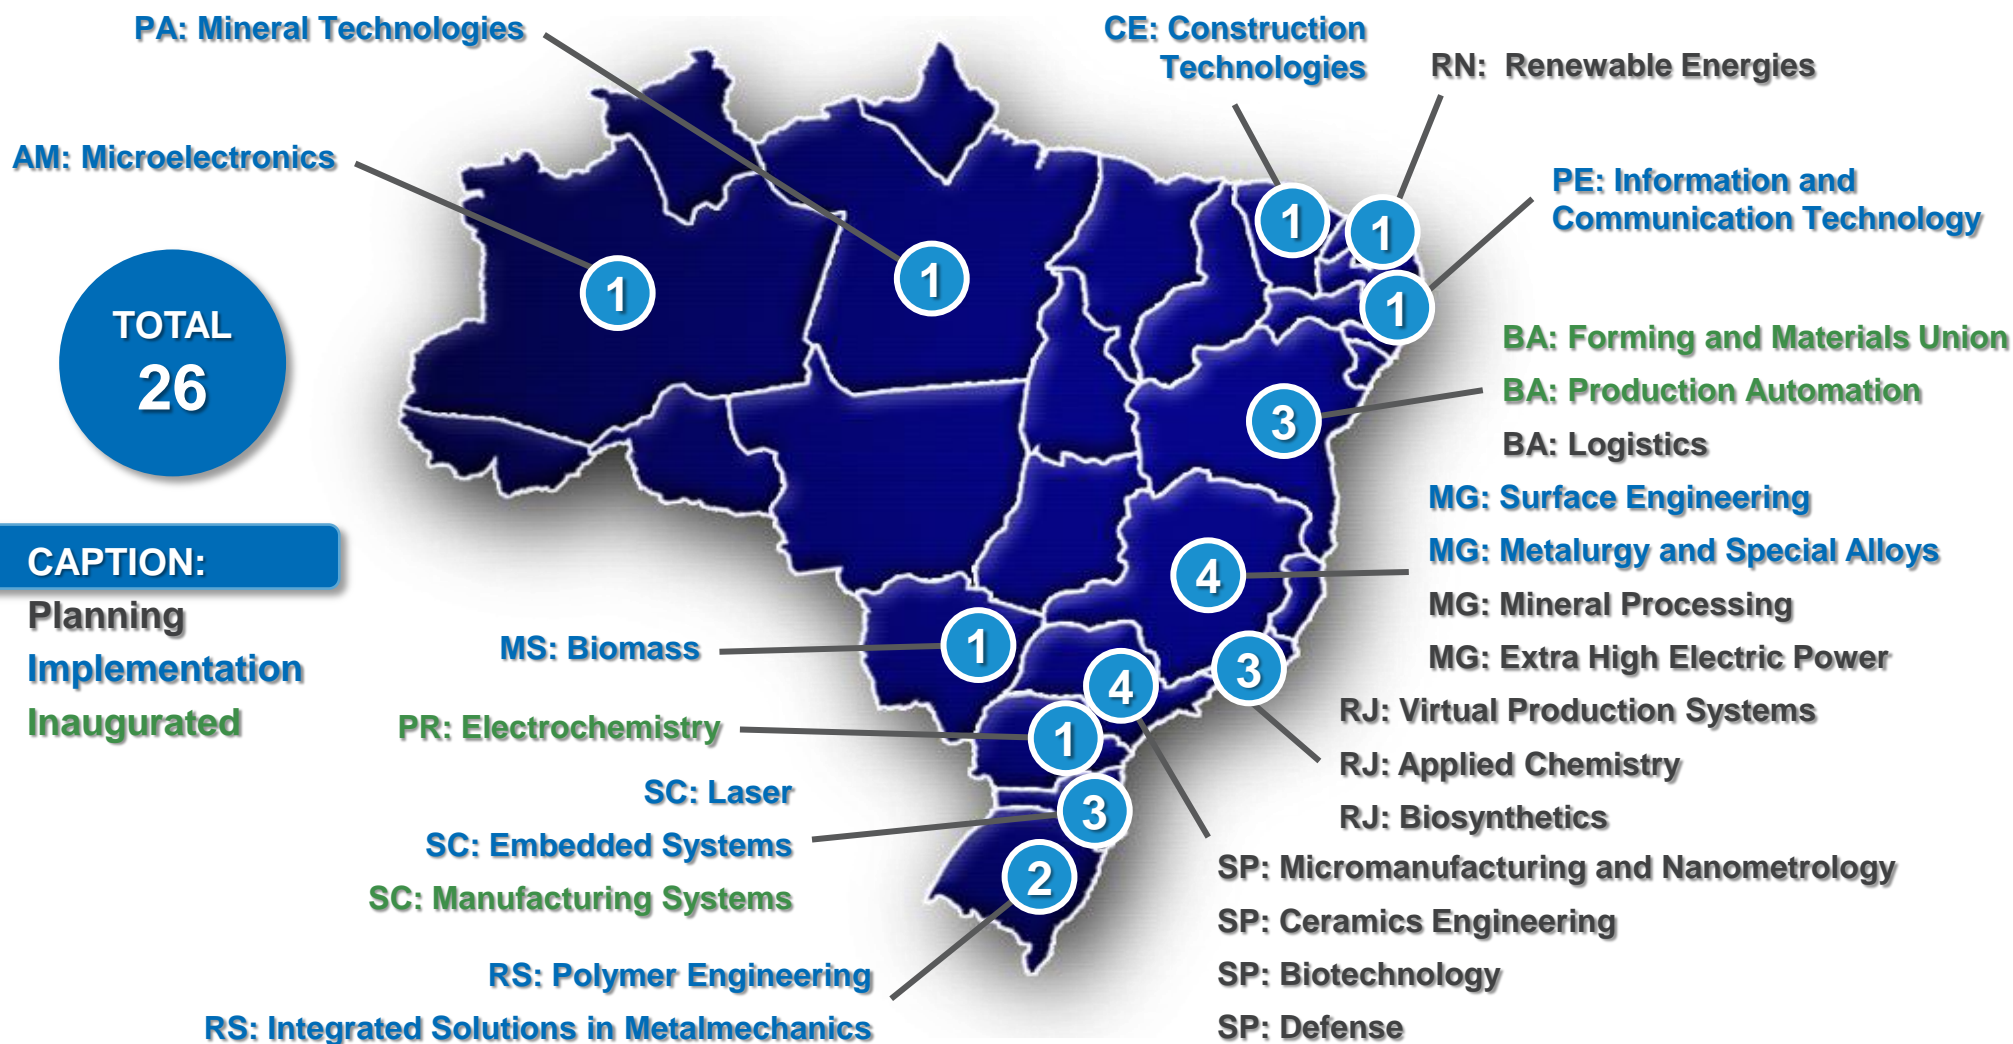 PA: Mineral Technologies
CE: Construction
Technologies
RN: Renewable Energies
AM: Microelectronics
PE: Information and
Communication Technology
1
1
1
1
1
TOTAL
26
BA: Forming and Materials Union
BA: Production Automation
BA: Logistics
3
MG: Surface Engineering
MG: Metalurgy and Special Alloys
MG: Mineral Processing
MG: Extra High Electric Power
4
CAPTION:
Planning
Implementation
Inaugurated
MS: Biomass
1
4
3
PR: Electrochemistry
1
RJ: Virtual Production Systems
RJ: Applied Chemistry
RJ: Biosynthetics
SC: Laser
SC: Embedded Systems
SC: Manufacturing Systems
3
2
SP: Micromanufacturing and Nanometrology
SP: Ceramics Engineering
SP: Biotechnology
SP: Defense
RS: Polymer Engineering
RS: Integrated Solutions in Metalmechanics